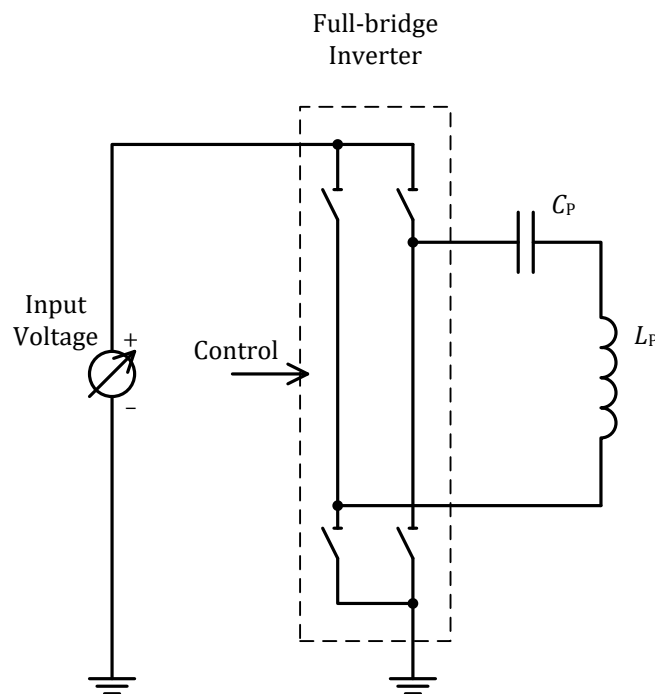 Full-bridge
Inverter
C_P
Input
Voltage
+
−
Control
L_P